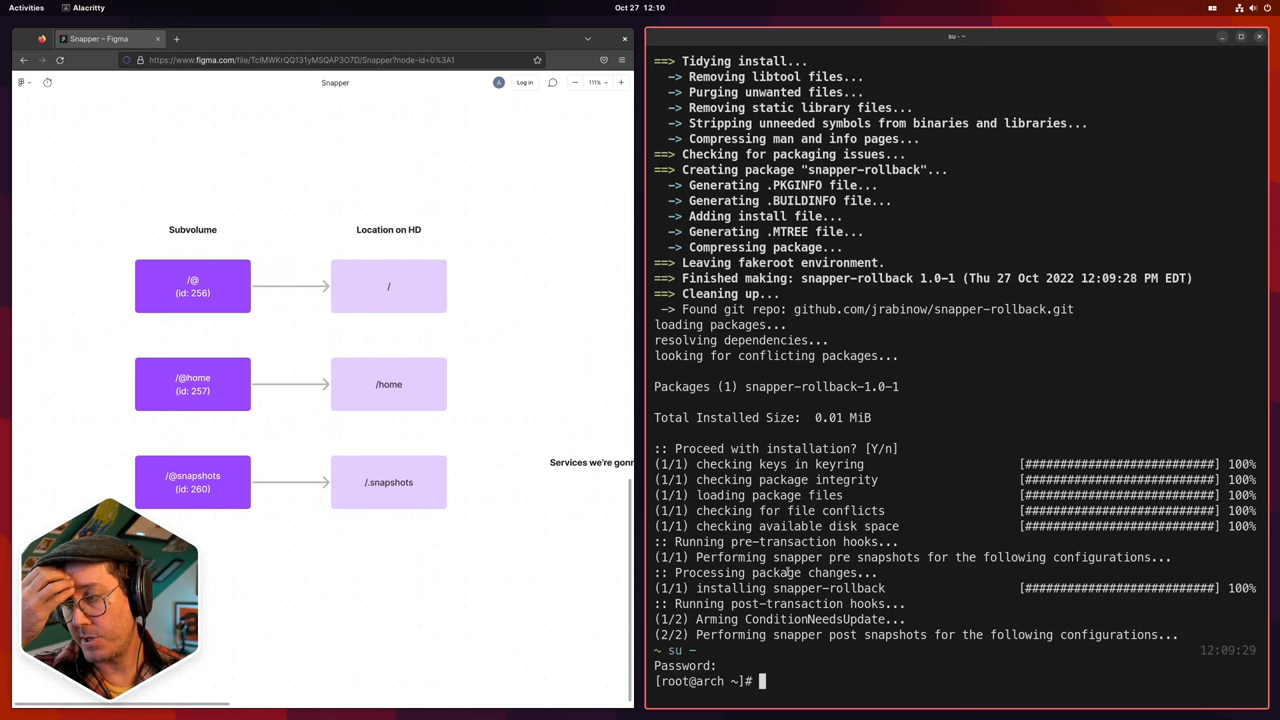 Activities
Alacritty
Oct 27 12:10
Snapper – Figma
https://www.figma.com/file/TcIMWKrQQ131yMSQAP3O7D/Snapper?node-id=0%3A1
Snapper
A
Log in
111%
Subvolume
Location on HD
/@
(id: 256)
/
/@home
(id: 257)
/home
Services we're gonn
/@snapshots
(id: 260)
/.snapshots
su - ~
==> Tidying install...
-> Removing libtool files...
-> Purging unwanted files...
-> Removing static library files...
-> Stripping unneeded symbols from binaries and libraries...
-> Compressing man and info pages...
==> Checking for packaging issues...
==> Creating package "snapper-rollback"...
-> Generating .PKGINFO file...
-> Generating .BUILDINFO file...
-> Adding install file...
-> Generating .MTREE file...
-> Compressing package...
==> Leaving fakeroot environment.
==> Finished making: snapper-rollback 1.0-1 (Thu 27 Oct 2022 12:09:28 PM EDT)
==> Cleaning up...
-> Found git repo: github.com/jrabinow/snapper-rollback.git
loading packages...
resolving dependencies...
looking for conflicting packages...
Packages (1) snapper-rollback-1.0-1
Total Installed Size:  0.01 MiB
:: Proceed with installation? [Y/n]
(1/1) checking keys in keyring [############################] 100%
(1/1) checking package integrity [############################] 100%
(1/1) loading package files [############################] 100%
(1/1) checking for file conflicts [############################] 100%
(1/1) checking available disk space [############################] 100%
:: Running pre-transaction hooks...
(1/1) Performing snapper pre snapshots for the following configurations...
:: Processing package changes...
(1/1) installing snapper-rollback [############################] 100%
:: Running post-transaction hooks...
(1/2) Arming ConditionNeedsUpdate...
(2/2) Performing snapper post snapshots for the following configurations...
~ su - 12:09:29
Password:
[root@arch ~]#